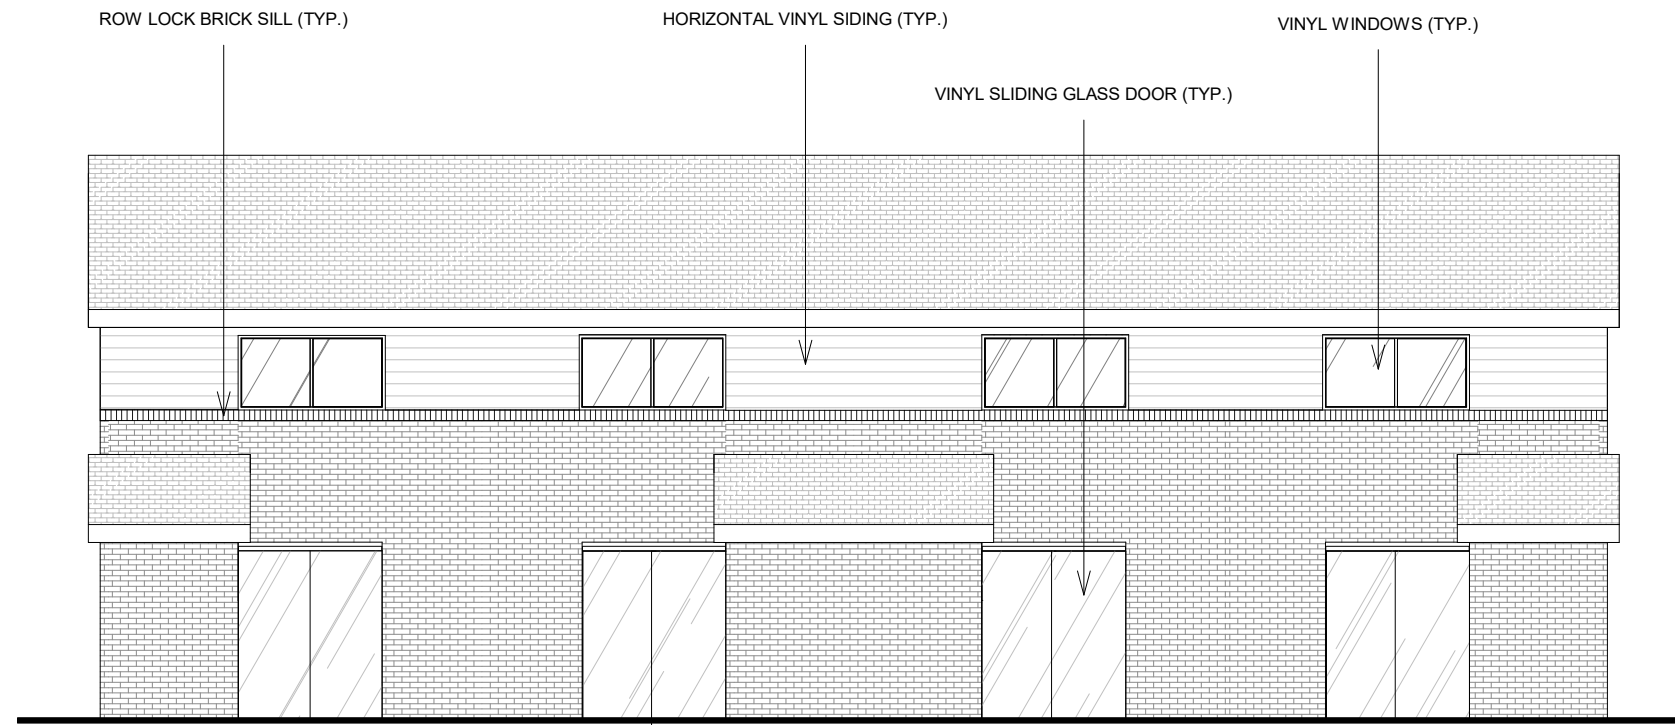 ROW LOCK BRICK SILL (TYP.)
HORIZONTAL VINYL SIDING (TYP.)
VINYL WINDOWS (TYP.)
VINYL SLIDING GLASS DOOR (TYP.)